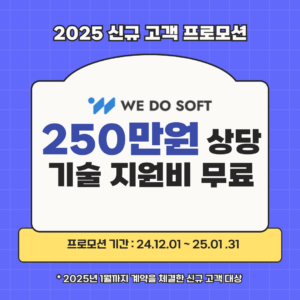 2025 신규 고객 프로모션
WE DO SOFT
250만원 상당
기술 지원비 무료
프로모션 기간 : 24.12.01 ~ 25.01 .31
* 2025년 1월까지 계약을 체결한 신규 고객 대상